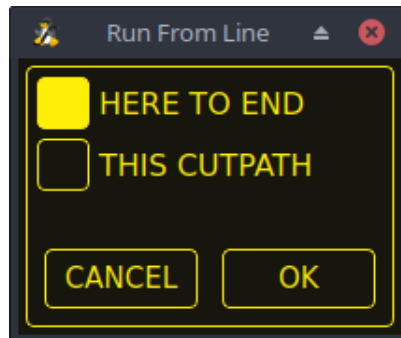 Run From Line
HERE TO END
THIS CUTPATH
CANCEL OK